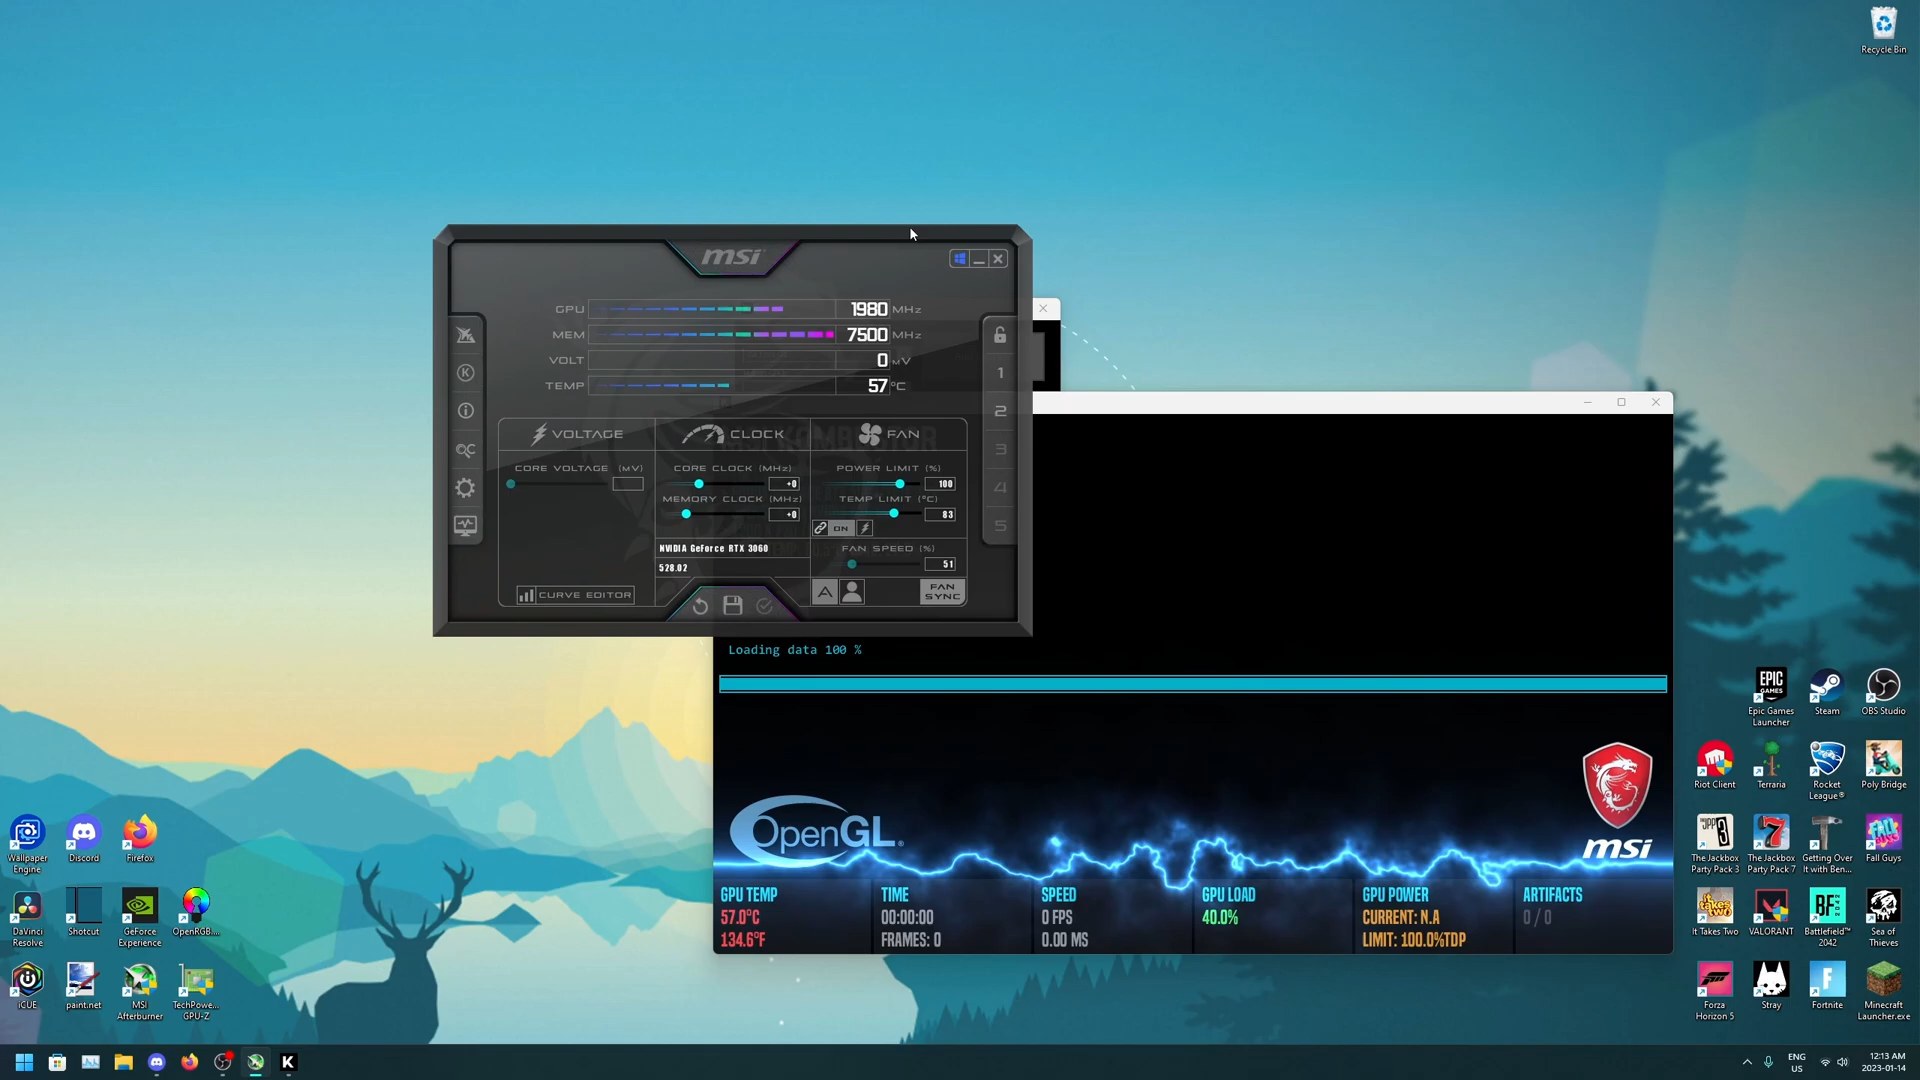 Recycle Bin
msi
GPU 1980 MHz
MEM 7500 MHz
VOLT 0 MV
TEMP 57 °C
VOLTAGE
CLOCK
FAN
CORE VOLTAGE (MV)
CORE CLOCK (MHz)
+0
POWER LIMIT (%)
100
MEMORY CLOCK (MHz)
+0
TEMP LIMIT (°C)
83
ON
NVIDIA GeForce RTX 3060
528.02
FAN SPEED (%)
51
CURVE EDITOR
A
FAN SYNC
K
i
OC
1
2
3
4
5
Loading data 100 %
OpenGL®
msi
GPU TEMP
57.0°C
134.6°F
TIME
00:00:00
FRAMES: 0
SPEED
0 FPS
0.00 MS
GPU LOAD
40.0%
GPU POWER
CURRENT: N.A
LIMIT: 100.0%TDP
ARTIFACTS
0 / 0
Wallpaper Engine
Discord
Firefox
DaVinci Resolve
Shotcut
GeForce Experience
OpenRGB....
iCUE
paint.net
MSI Afterburner
TechPowe... GPU-Z
EPIC GAMES
Epic Games Launcher
Steam
OBS Studio
Riot Client
Terraria
Rocket League®
Poly Bridge
The Jackbox Party Pack 3
The Jackbox Party Pack 7
Getting Over It with Ben...
Fall Guys
It Takes Two
VALORANT
Battlefield™ 2042
Sea of Thieves
Forza Horizon 5
Stray
Fortnite
Minecraft Launcher.exe
K
ENG
US
12:13 AM
2023-01-14